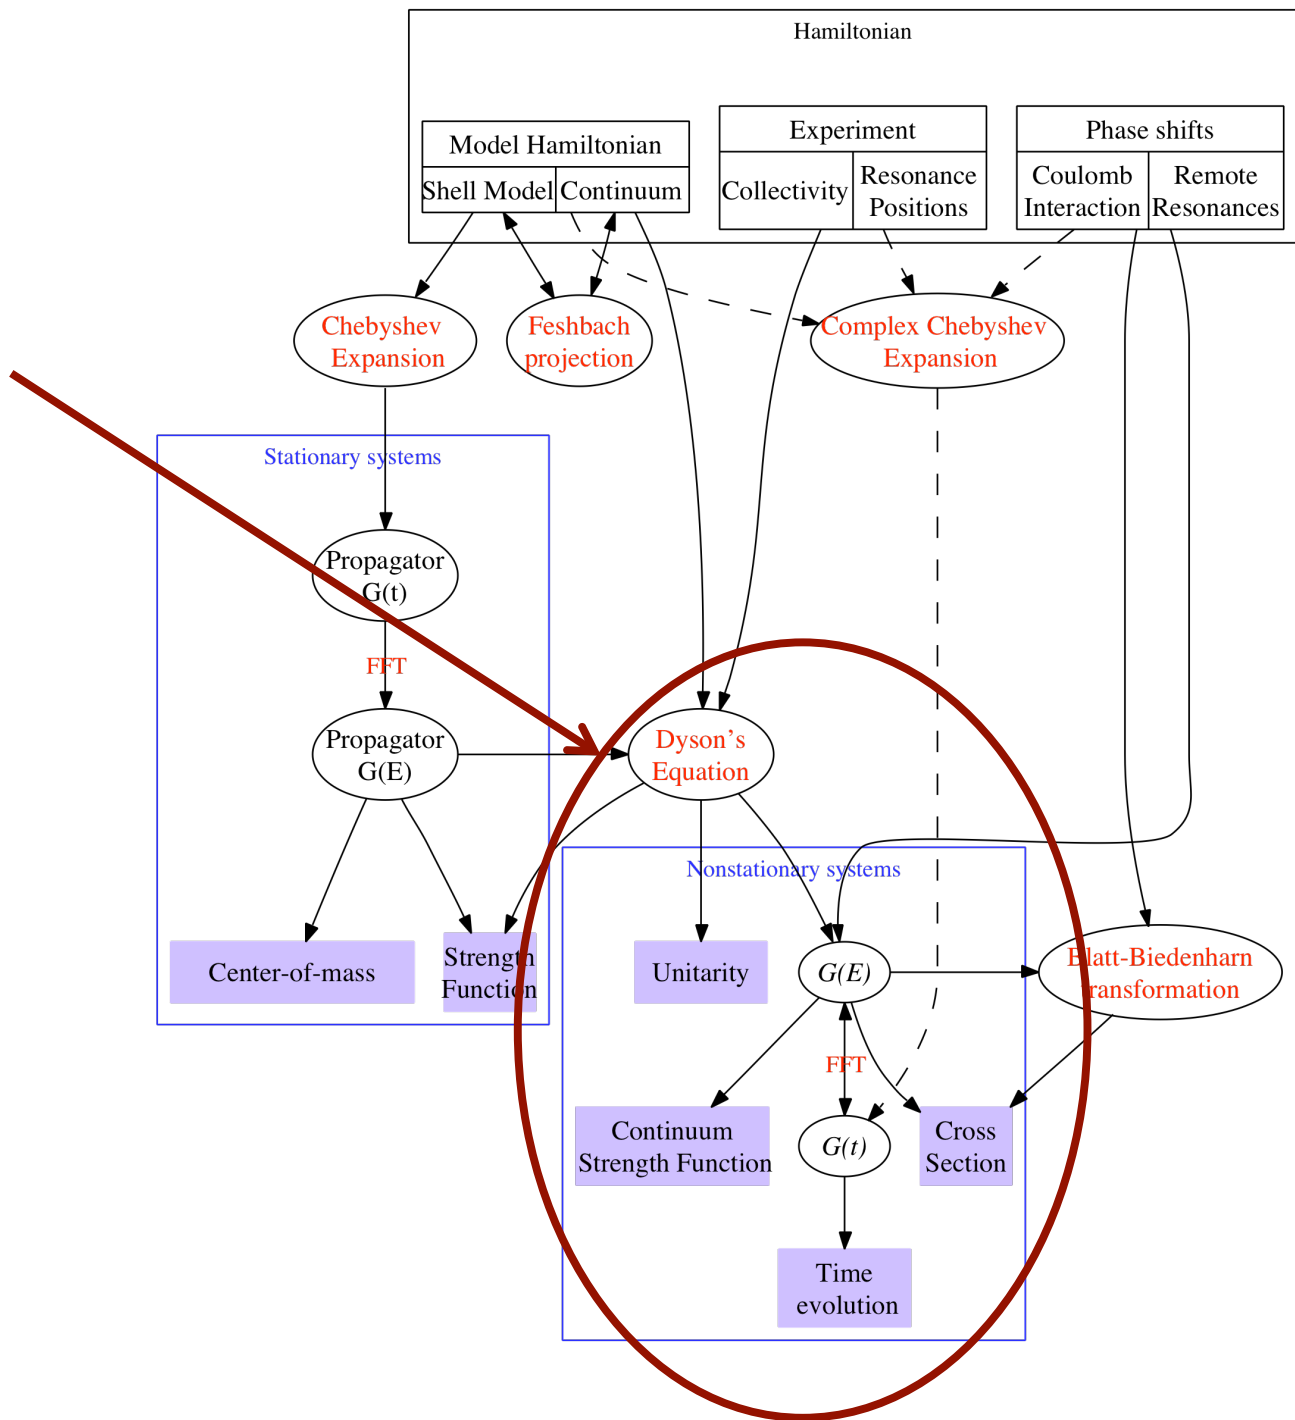 Hamiltonian
Model Hamiltonian
Shell Model
Continuum
Experiment
Collectivity
Resonance
Positions
Phase shifts
Coulomb
Interaction
Remote
Resonances
Chebyshev
Expansion
Feshbach
projection
Complex Chebyshev
Expansion
Stationary systems
Propagator
G(t)
FFT
Propagator
G(E)
Dyson's
Equation
Nonstationary systems
Center-of-mass
Strength
Function
Unitarity
G(E)
Blatt-Biedenharn
transformation
FFT
Continuum
Strength Function
G(t)
Cross
Section
Time
evolution